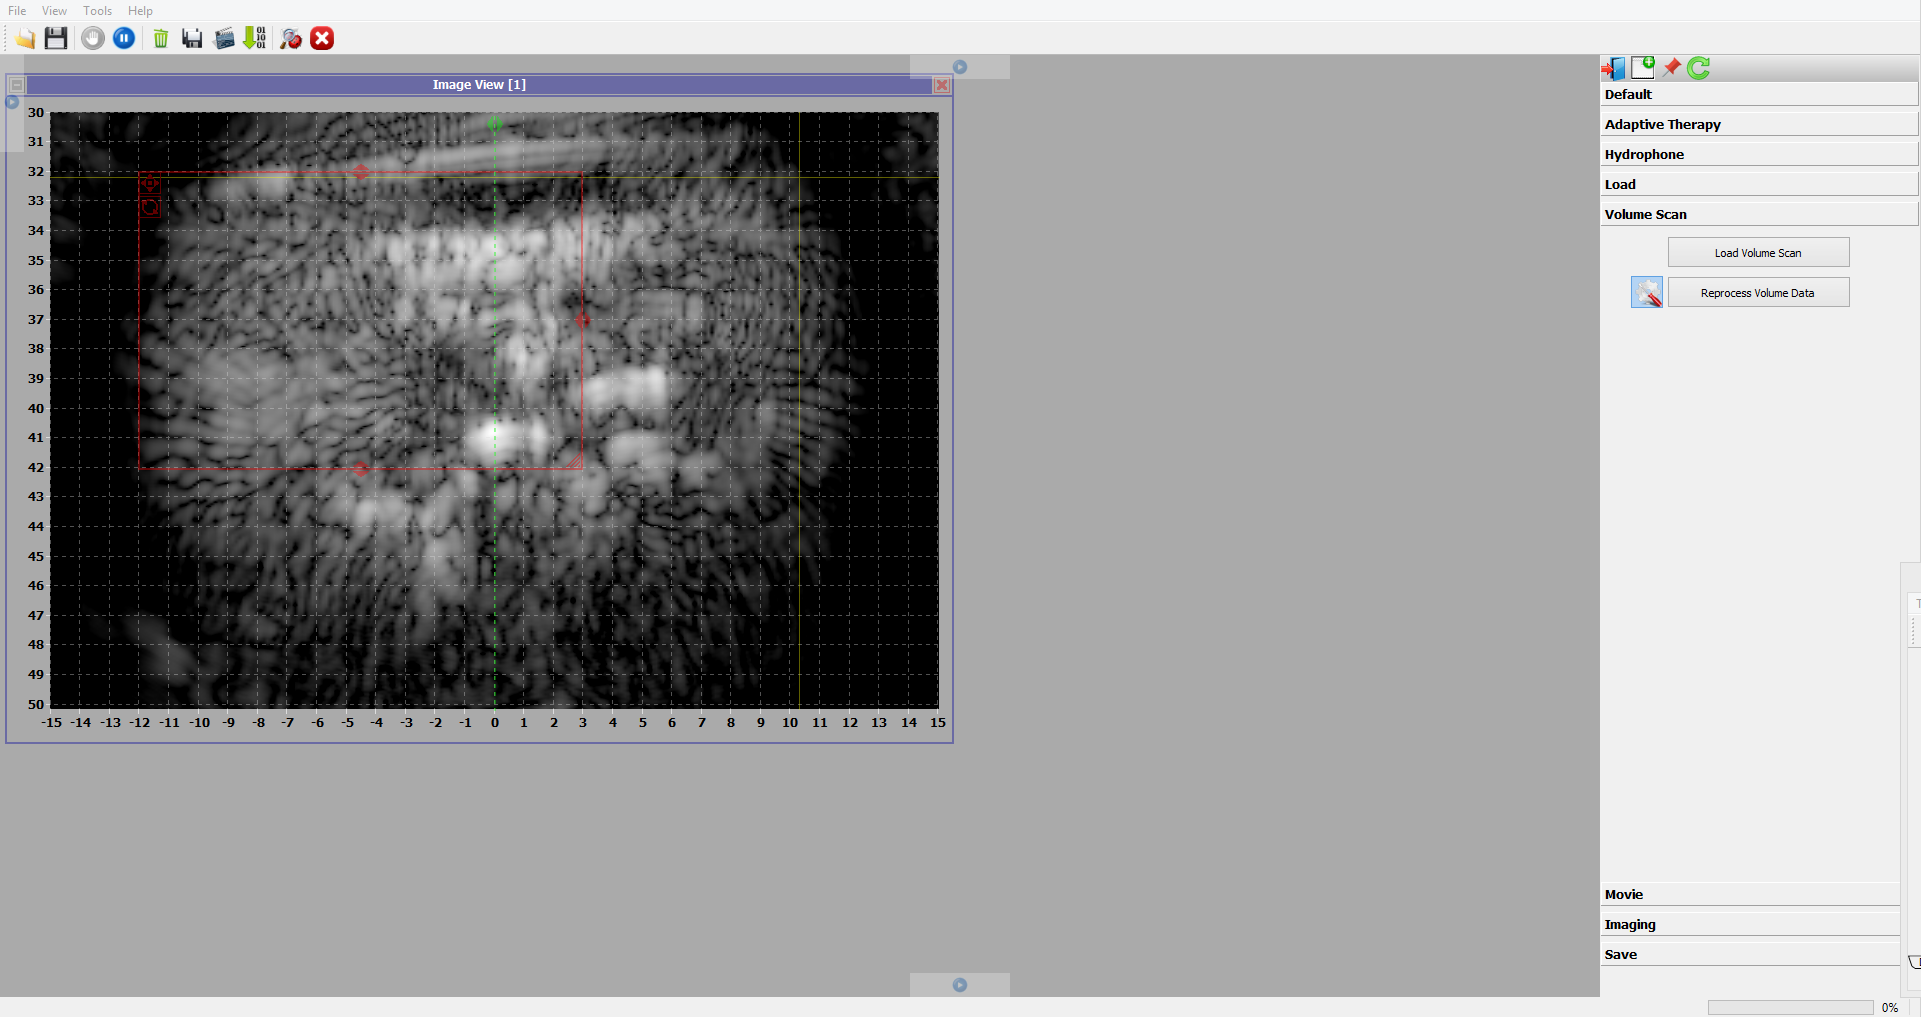 File View Tools Help
01
10
01
Image View [1]
30
31
32
33
34
35
36
37
38
39
40
41
42
43
44
45
46
47
48
49
50
-15 -14 -13 -12 -11 -10 -9 -8 -7 -6 -5 -4 -3 -2 -1 0 1 2 3 4 5 6 7 8 9 10 11 12 13 14 15
Default
Adaptive Therapy
Hydrophone
Load
Volume Scan
Load Volume Scan
Reprocess Volume Data
Movie
Imaging
Save
0%